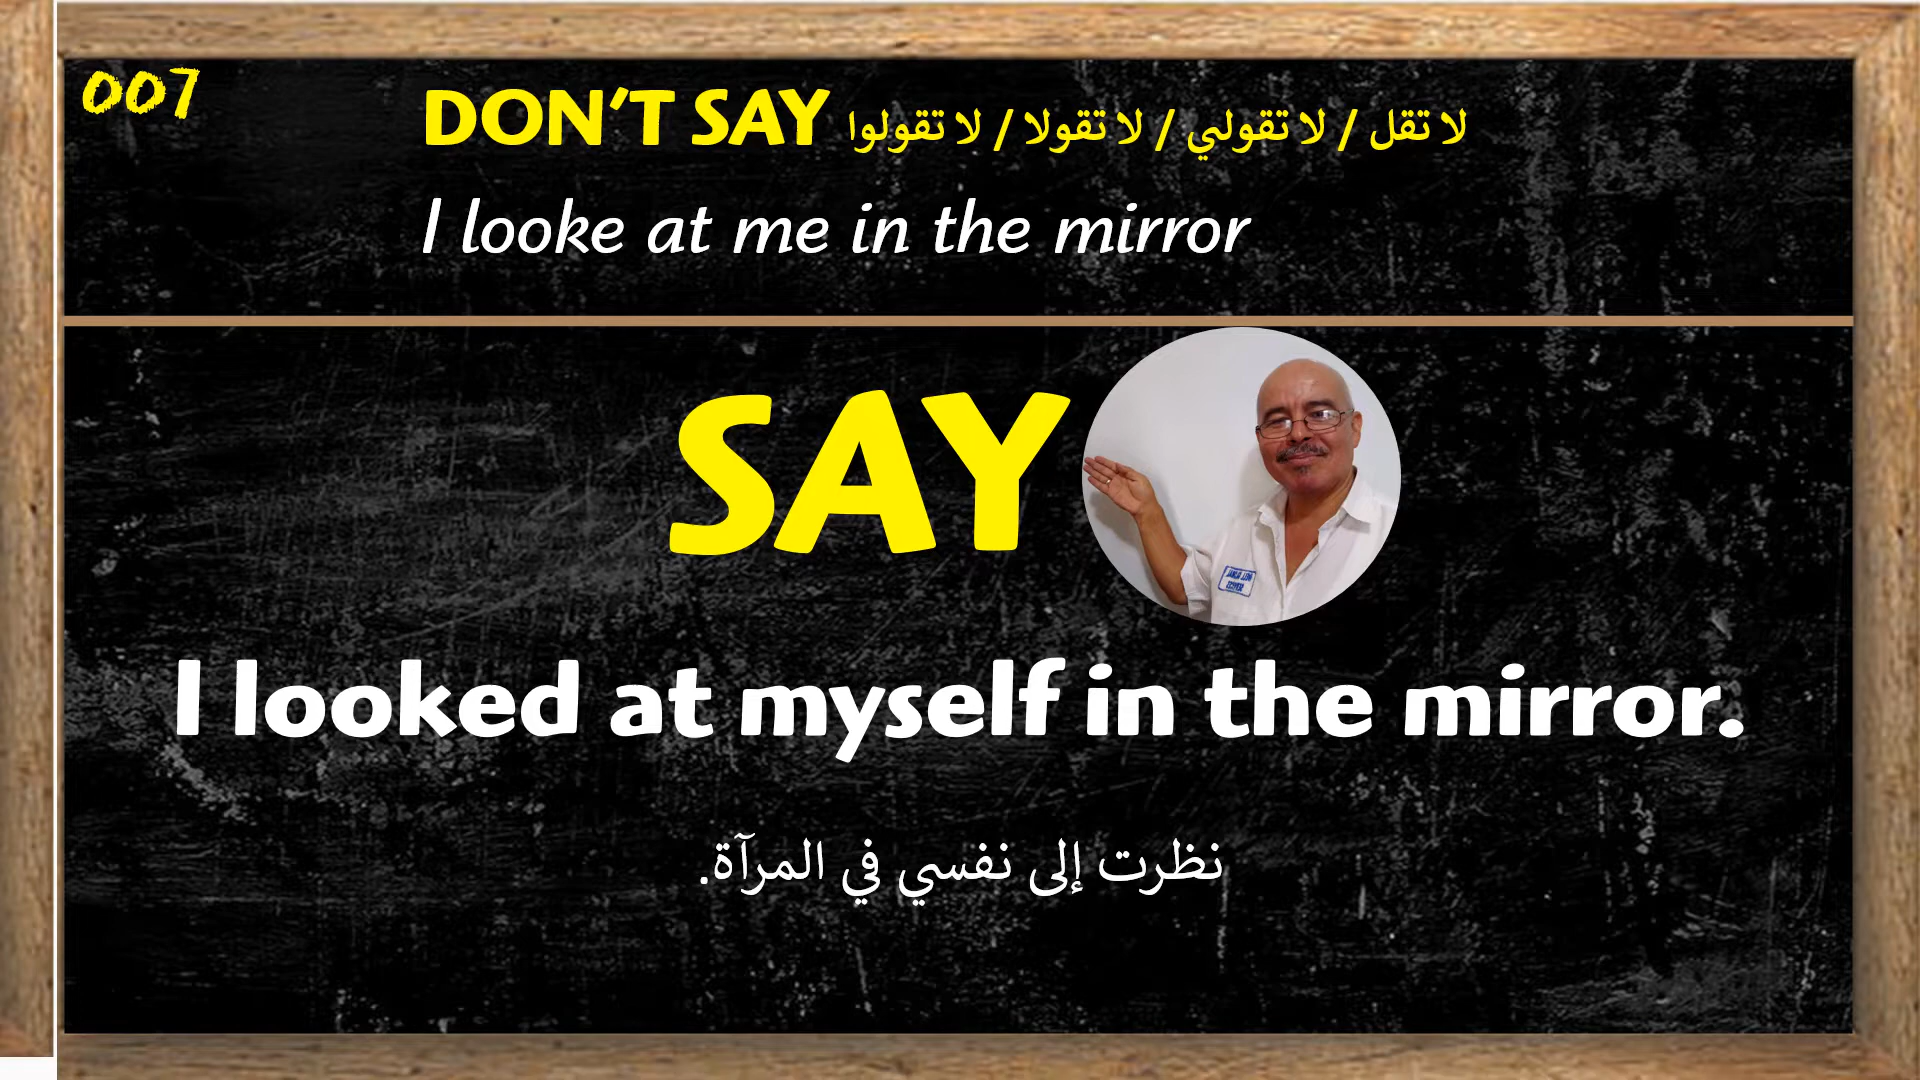 007
DON'T SAY لا تقل / لا تقولي / لا تقولا / لا تقولوا
I looke at me in the mirror
SAY
I looked at myself in the mirror.
نظرت إلى نفسي في المرآة.